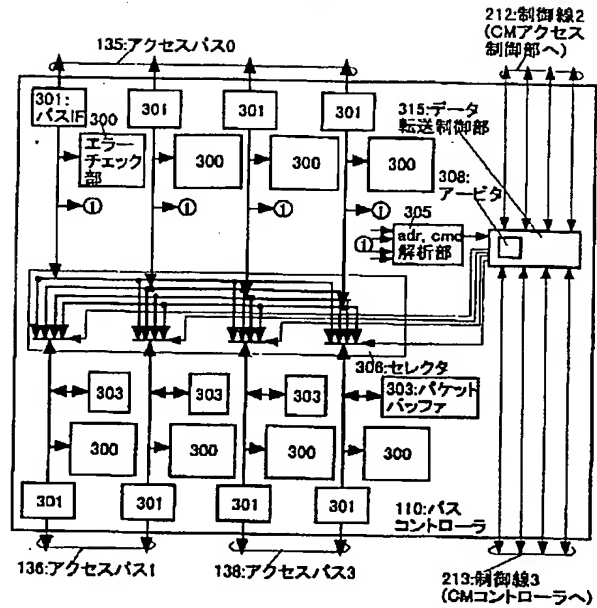 212:制御線2
(CMアクセス
制御部へ)
135:アクセスパス0
315:データ
転送制御部
308:
アービタ
301:
パスIF
301
301
301
300
エラー
チェック
部
300
300
300
①
①
①
①
305
①
adr, cmd
解析部
306:セレクタ
303
303
303
303:パケット
バッファ
300
300
300
300
301
301
301
301
110:パス
コントローラ
136:アクセスパス1
138:アクセスパス3
213:制御線3
(CMコントローラへ)